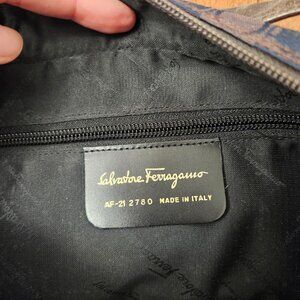 Salvatore Ferragamo
AF-21 2780 MADE IN ITALY